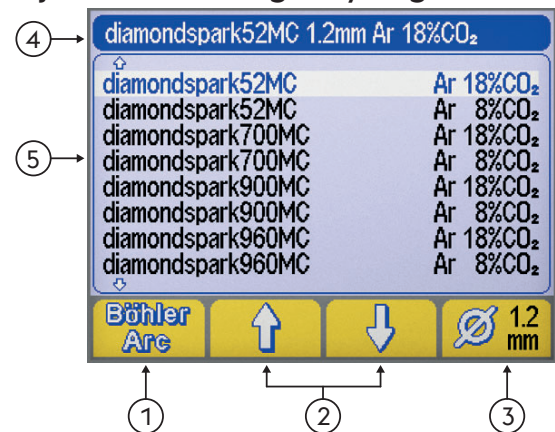 ④ diamondspark52MC 1.2mm Ar 18%CO₂
diamondspark52MC Ar 18%CO₂
diamondspark52MC Ar 8%CO₂
diamondspark700MC Ar 18%CO₂
⑤ diamondspark700MC Ar 8%CO₂
diamondspark900MC Ar 18%CO₂
diamondspark900MC Ar 8%CO₂
diamondspark960MC Ar 18%CO₂
diamondspark960MC Ar 8%CO₂
Böhler Arc
1.2 mm
① ② ③